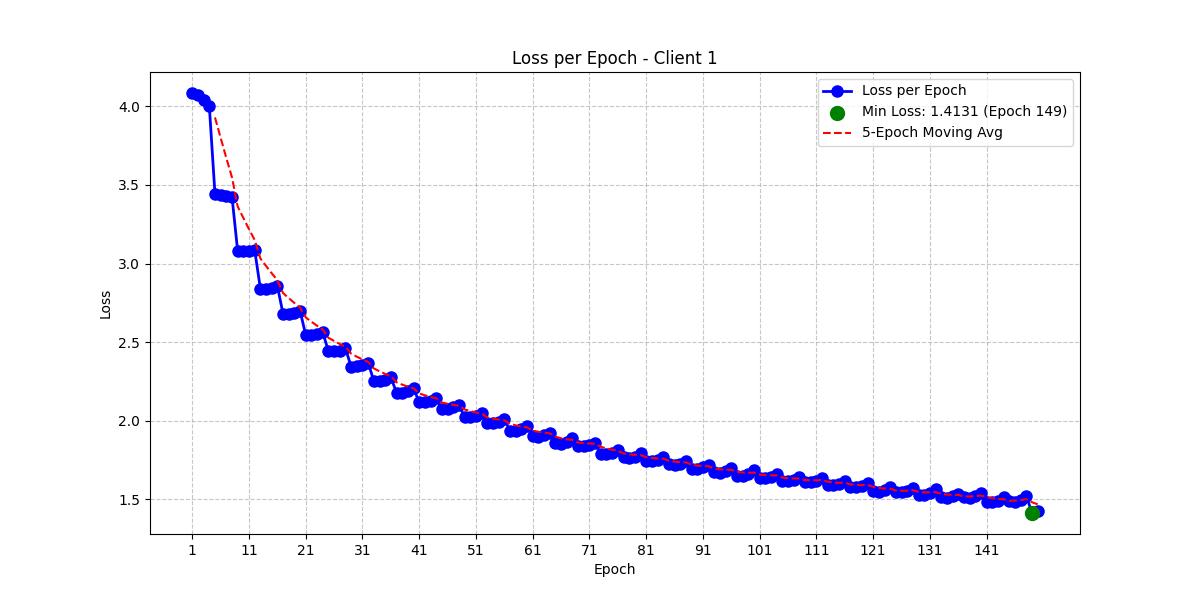 Loss per Epoch - Client 1
Loss per Epoch
Min Loss: 1.4131 (Epoch 149)
5-Epoch Moving Avg
4.0
3.5
3.0
2.5
2.0
1.5
Loss
1 11 21 31 41 51 61 71 81 91 101 111 121 131 141
Epoch